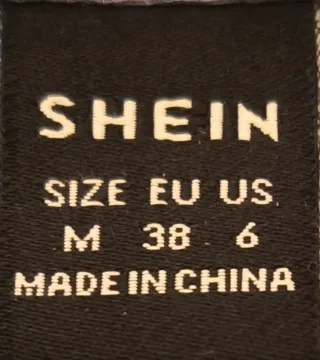 SHEIN
SIZE EU US
M 38 6
MADE IN CHINA